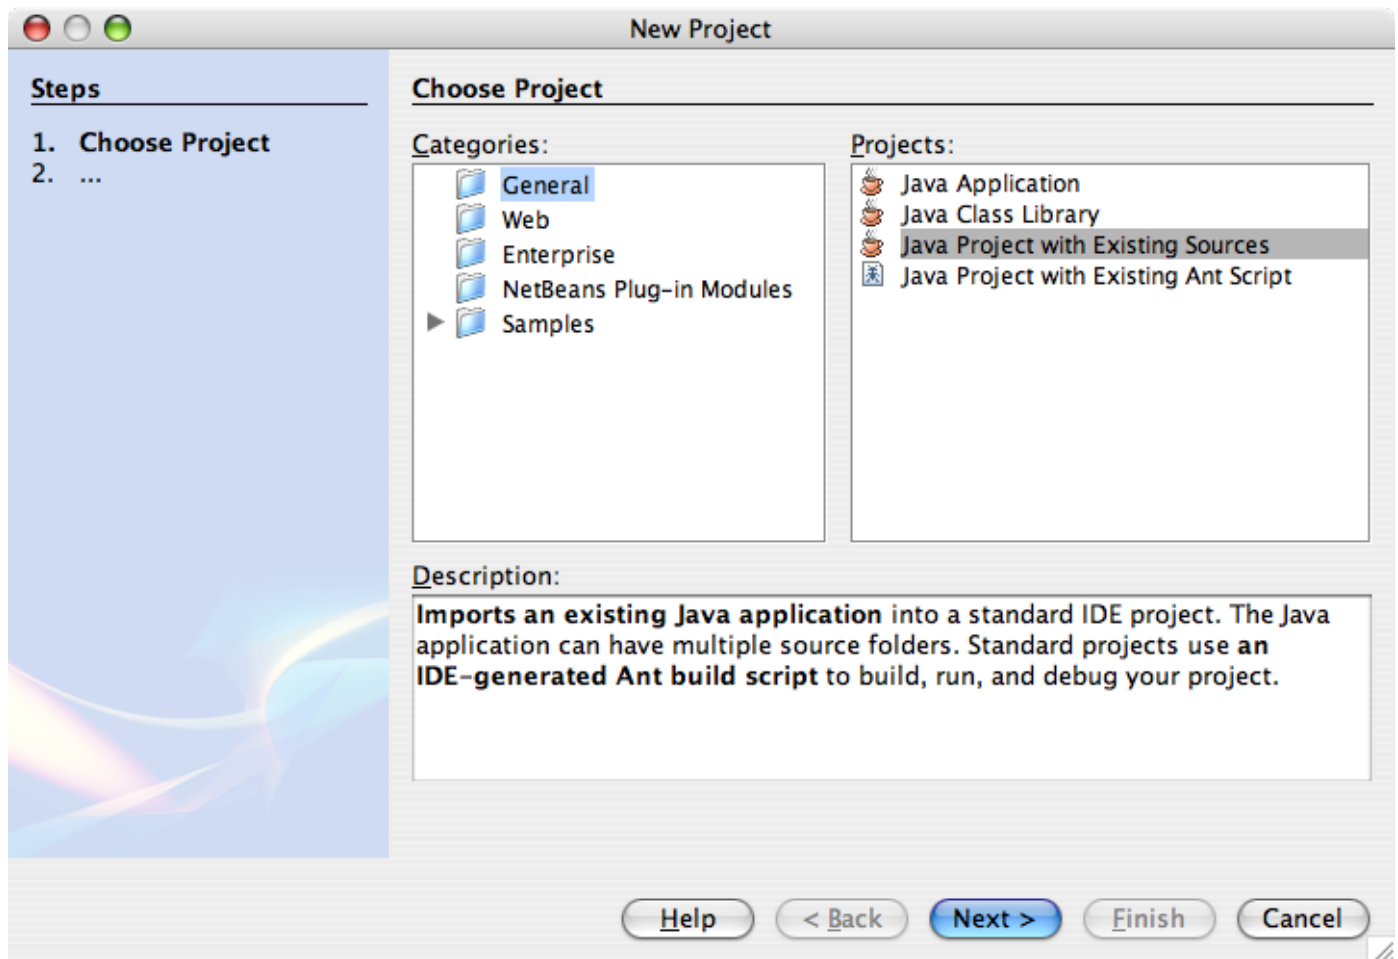 New Project
Steps
1. Choose Project
2. ...
Choose Project
Categories:
General
Web
Enterprise
NetBeans Plug-in Modules
Samples
Projects:
Java Application
Java Class Library
Java Project with Existing Sources
Java Project with Existing Ant Script
Description:
Imports an existing Java application into a standard IDE project. The Java
application can have multiple source folders. Standard projects use an
IDE-generated Ant build script to build, run, and debug your project.
Help < Back Next > Finish Cancel